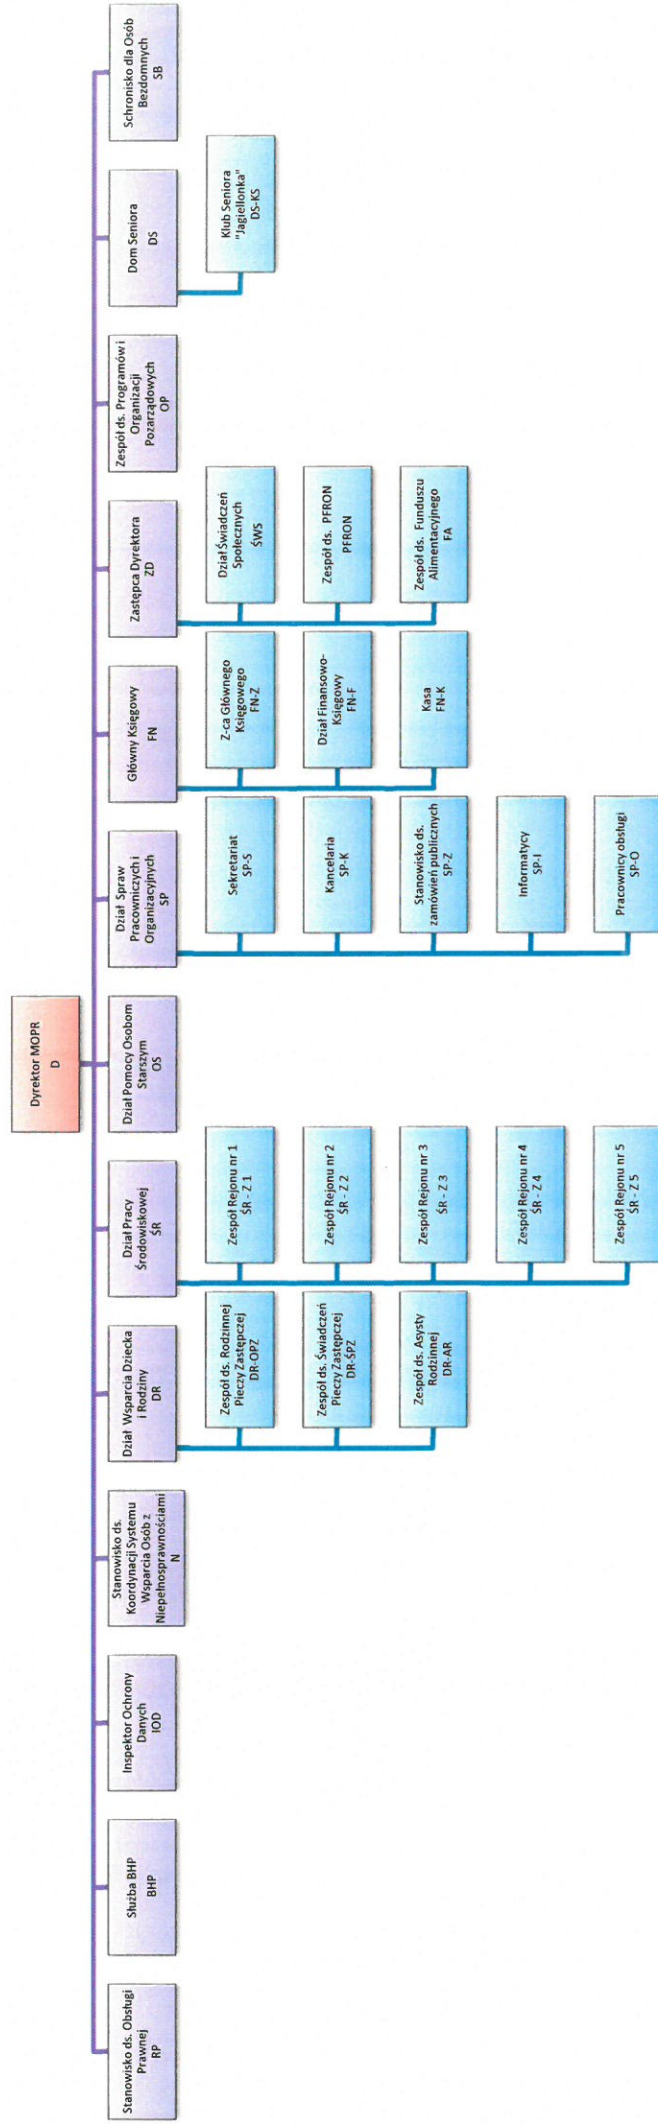 Dyrektor MOPR
D
Stanowisko ds. Obsługi
Prawnej
RP
Służba BHP
BHP
Inspektor Ochrony
Danych
IOD
Stanowisko ds.
Koordynacji Systemu
Wsparcia Osób z
Niepełnosprawnościami
N
Dział Wsparcia Dziecka
i Rodziny
DR
Zespół ds. Rodzinnej
Pieczy Zastępczej
DR-OPZ
Zespół ds. Świadczeń
Pieczy Zastępczej
DR-ŚPZ
Zespół ds. Asysty
Rodzinnej
DR-AR
Dział Pracy
Środowiskowej
ŚR
Zespół Rejonu nr 1
ŚR - Z 1
Zespół Rejonu nr 2
ŚR - Z 2
Zespół Rejonu nr 3
ŚR - Z 3
Zespół Rejonu nr 4
ŚR - Z 4
Zespół Rejonu nr 5
ŚR - Z 5
Dział Pomocy Osobom
Starszym
OS
Dział Spraw
Pracowniczych i
Organizacyjnych
SP
Sekretariat
SP-S
Kancelaria
SP-K
Stanowisko ds.
zamówień publicznych
SP-Z
Informatycy
SP-I
Pracownicy obsługi
SP-O
Główny Księgowy
FN
Z-ca Głównego
Księgowego
FN-Z
Dział Finansowo-
Księgowy
FN-F
Kasa
FN-K
Zastępca Dyrektora
ZD
Dział Świadczeń
Społecznych
ŚWS
Zespół ds. PFRON
PFRON
Zespół ds. Funduszu
Alimentacyjnego
FA
Zespół ds. Programów i
Organizacji
Pozarządowych
OP
Dom Seniora
DS
Klub Seniora
"Jagiellonka"
DS-KS
Schronisko dla Osób
Bezdomnych
SB